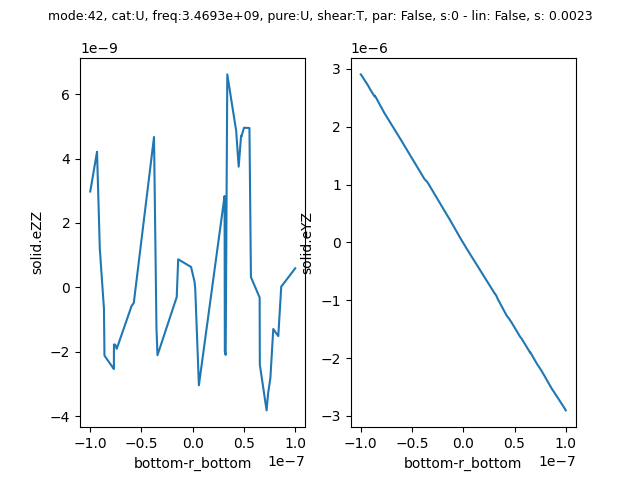 mode:42, cat:U, freq:3.4693e+09, pure:U, shear:T, par: False, s:0 - lin: False, s: 0.0023
1e−9
6
4
2
0
−2
−4
solid.eZZ
−1.0 −0.5 0.0 0.5 1.0
1e−7
bottom-r_bottom
1e−6
3
2
1
0
−1
−2
−3
solid.eYZ
−1.0 −0.5 0.0 0.5 1.0
1e−7
bottom-r_bottom